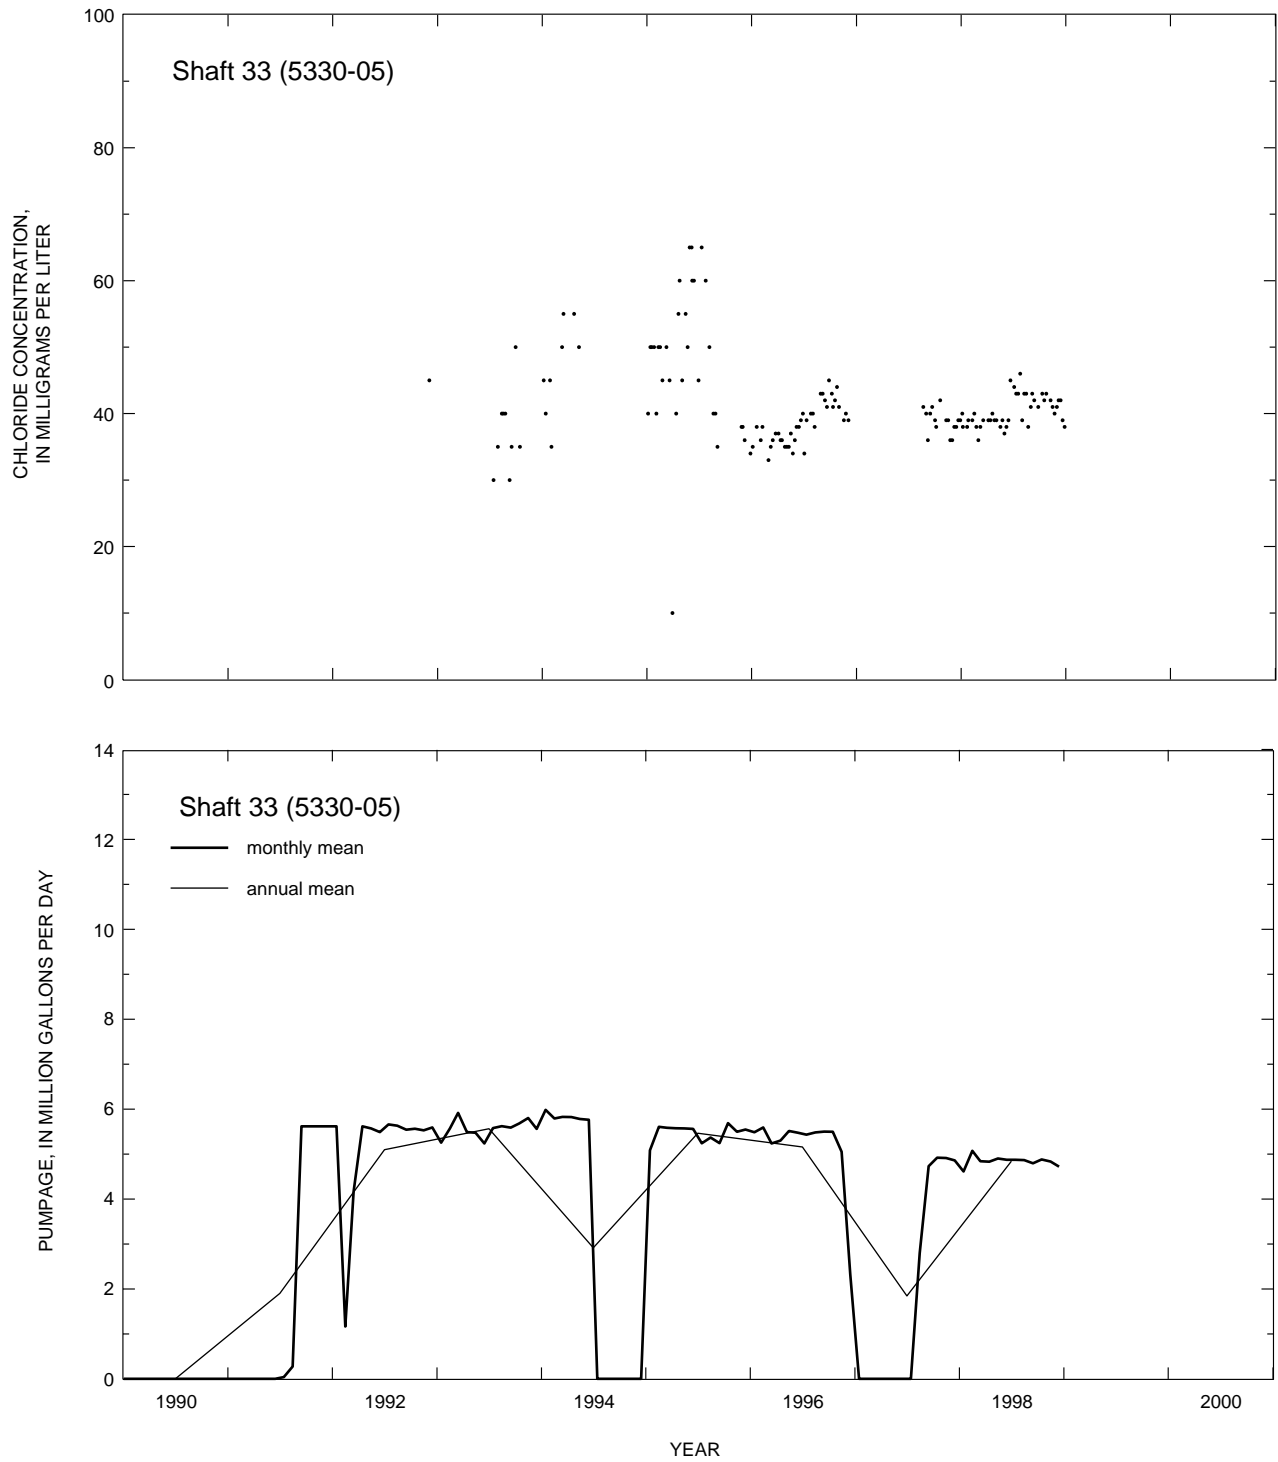 100
80
60
40
20
0
CHLORIDE CONCENTRATION,
IN MILLIGRAMS PER LITER
Shaft 33 (5330-05)
14
12
10
8
6
4
2
0
PUMPAGE, IN MILLION GALLONS PER DAY
Shaft 33 (5330-05)
monthly mean
annual mean
1990 1992 1994 1996 1998 2000
YEAR